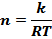 n = k/RT